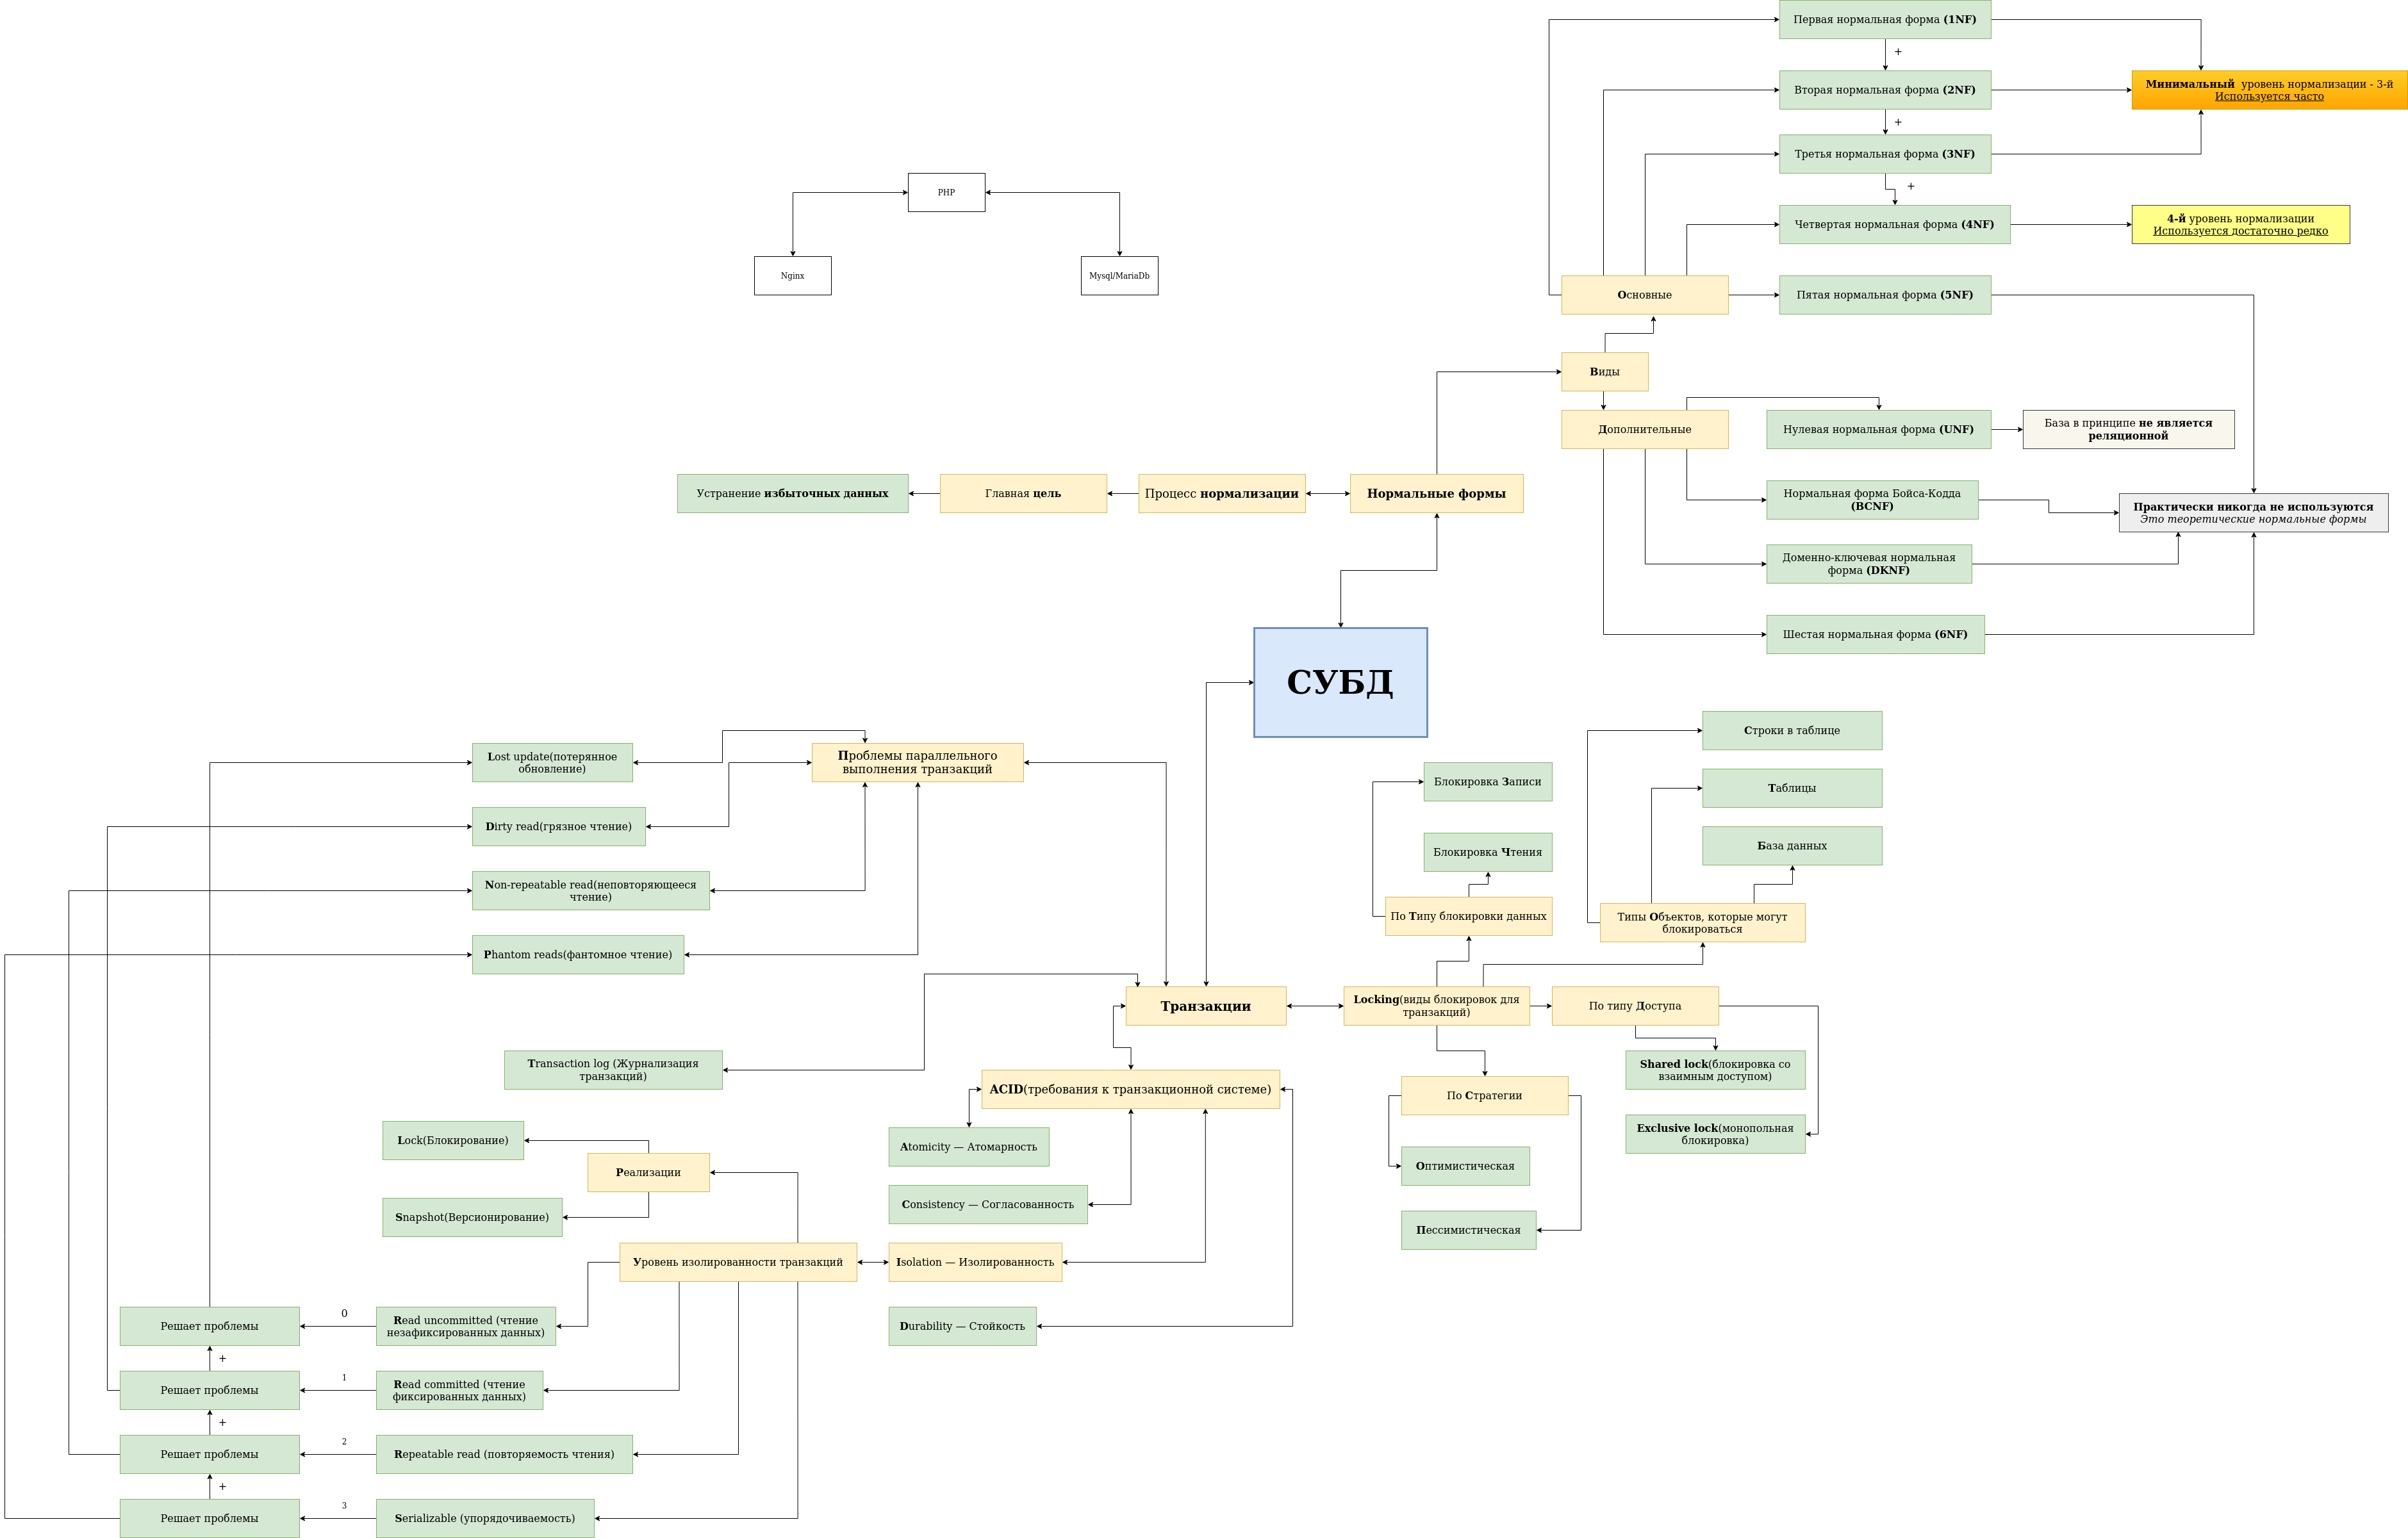 Первая нормальная форма (1NF)
+
Вторая нормальная форма (2NF)
Минимальный уровень нормализации - 3-й
Используется часто
+
Третья нормальная форма (3NF)
+
Четвертая нормальная форма (4NF)
4-й уровень нормализации
Используется достаточно редко
PHP
Nginx
Mysql/MariaDb
Основные
Пятая нормальная форма (5NF)
Виды
Дополнительные
Нулевая нормальная форма (UNF)
База в принципе не является
реляционной
Устранение избыточных данных
Главная цель
Процесс нормализации
Нормальные формы
Нормальная форма Бойса-Кодда
(BCNF)
Практически никогда не используются
Это теоретические нормальные формы
Доменно-ключевая нормальная
форма (DKNF)
Шестая нормальная форма (6NF)
СУБД
Lost update(потерянное
обновление)
Проблемы параллельного
выполнения транзакций
Dirty read(грязное чтение)
Non-repeatable read(неповторяющееся
чтение)
Phantom reads(фантомное чтение)
Строки в таблице
Блокировка Записи
Таблицы
Блокировка Чтения
База данных
По Типу блокировки данных
Типы Объектов, которые могут
блокироваться
Транзакции
Locking(виды блокировок для
транзакций)
По типу Доступа
Transaction log (Журнализация
транзакций)
ACID(требования к транзакционной системе)
Shared lock(блокировка со
взаимным доступом)
По Стратегии
Exclusive lock(монопольная
блокировка)
Lock(Блокирование)
Atomicity — Атомарность
Оптимистическая
Реализации
Snapshot(Версионирование)
Consistency — Согласованность
Пессимистическая
Уровень изолированности транзакций
Isolation — Изолированность
Решает проблемы
0
Read uncommitted (чтение
незафиксированных данных)
Durability — Стойкость
+
Решает проблемы
1
Read committed (чтение
фиксированных данных)
+
Решает проблемы
2
Repeatable read (повторяемость чтения)
+
Решает проблемы
3
Serializable (упорядочиваемость)